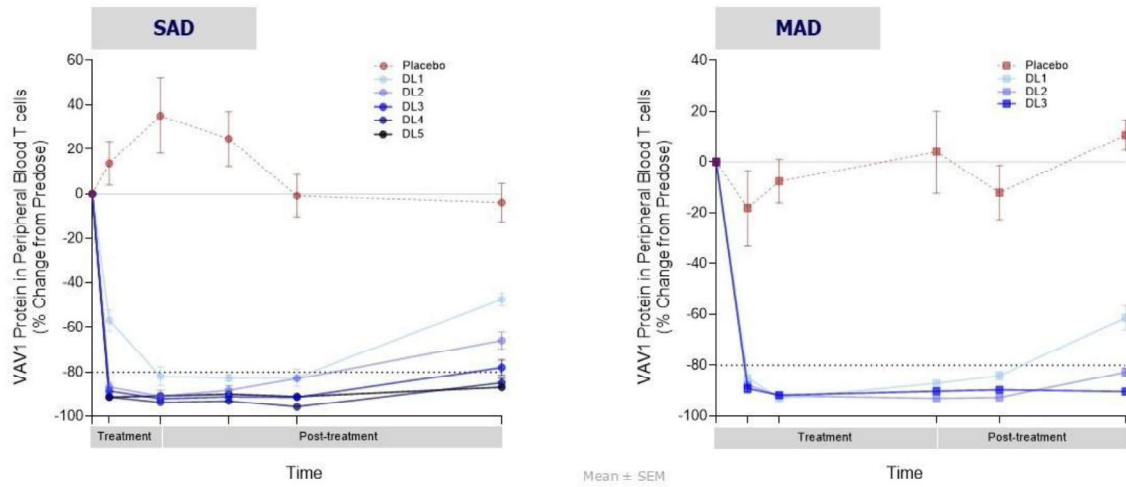 SAD
VAV1 Protein in Peripheral Blood T cells
(% Change from Predose)
60
40
20
0
-20
-40
-60
-80
-100
Placebo
DL1
DL2
DL3
DL4
DL5
Treatment
Post-treatment
Time
MAD
VAV1 Protein in Peripheral Blood T cells
(% Change from Predose)
40
20
0
-20
-40
-60
-80
-100
Placebo
DL1
DL2
DL3
Treatment
Post-treatment
Time
Mean ± SEM